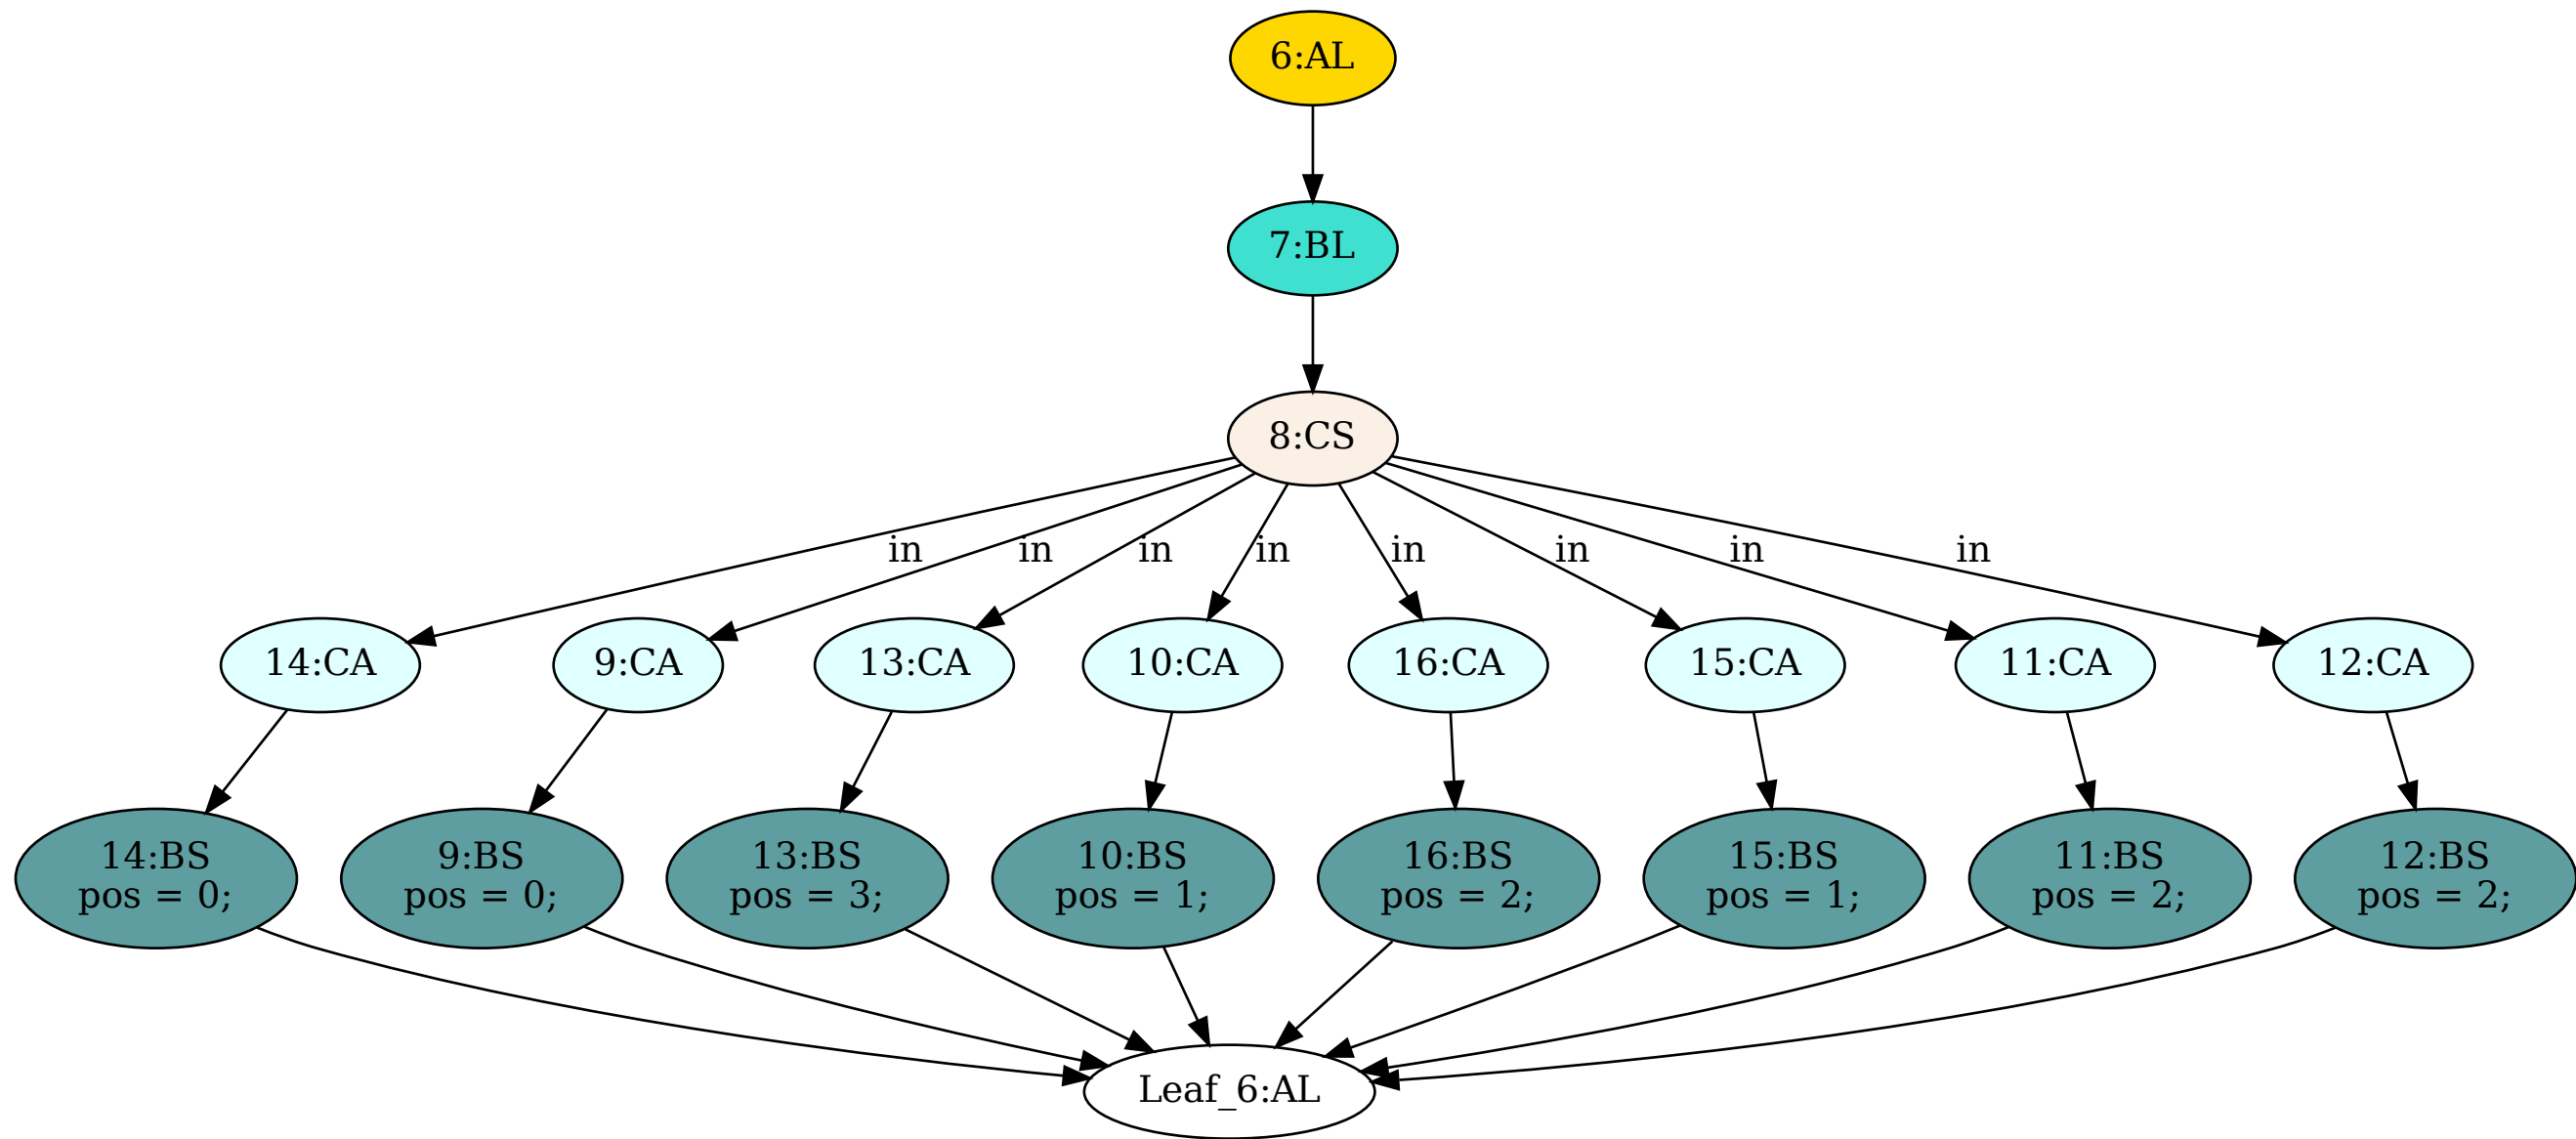 6:AL
7:BL
8:CS
in in in in in in in in
14:CA 9:CA 13:CA 10:CA 16:CA 15:CA 11:CA 12:CA
14:BS
pos = 0;
9:BS
pos = 0;
13:BS
pos = 3;
10:BS
pos = 1;
16:BS
pos = 2;
15:BS
pos = 1;
11:BS
pos = 2;
12:BS
pos = 2;
Leaf_6:AL